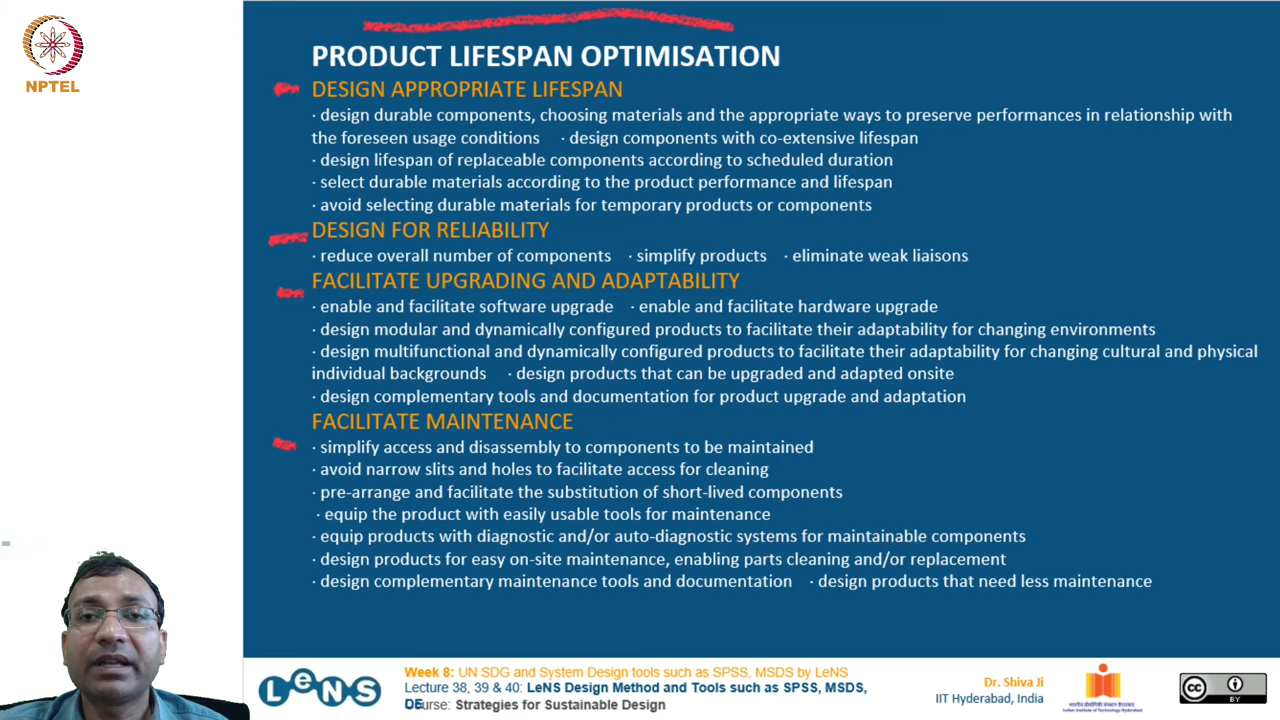 NPTEL
PRODUCT LIFESPAN OPTIMISATION
DESIGN APPROPRIATE LIFESPAN
· design durable components, choosing materials and the appropriate ways to preserve performances in relationship with
the foreseen usage conditions · design components with co-extensive lifespan
· design lifespan of replaceable components according to scheduled duration
· select durable materials according to the product performance and lifespan
· avoid selecting durable materials for temporary products or components
DESIGN FOR RELIABILITY
· reduce overall number of components · simplify products · eliminate weak liaisons
FACILITATE UPGRADING AND ADAPTABILITY
· enable and facilitate software upgrade · enable and facilitate hardware upgrade
· design modular and dynamically configured products to facilitate their adaptability for changing environments
· design multifunctional and dynamically configured products to facilitate their adaptability for changing cultural and physical
individual backgrounds · design products that can be upgraded and adapted onsite
· design complementary tools and documentation for product upgrade and adaptation
FACILITATE MAINTENANCE
· simplify access and disassembly to components to be maintained
· avoid narrow slits and holes to facilitate access for cleaning
· pre-arrange and facilitate the substitution of short-lived components
· equip the product with easily usable tools for maintenance
· equip products with diagnostic and/or auto-diagnostic systems for maintainable components
· design products for easy on-site maintenance, enabling parts cleaning and/or replacement
· design complementary maintenance tools and documentation · design products that need less maintenance
LeNS
Week 8: UN SDG and System Design tools such as SPSS, MSDS by LeNS
Lecture 38, 39 & 40: LeNS Design Method and Tools such as SPSS, MSDS,
Course: Strategies for Sustainable Design
Dr. Shiva Ji
IIT Hyderabad, India
Indian Institute of Technology Hyderabad
CC BY